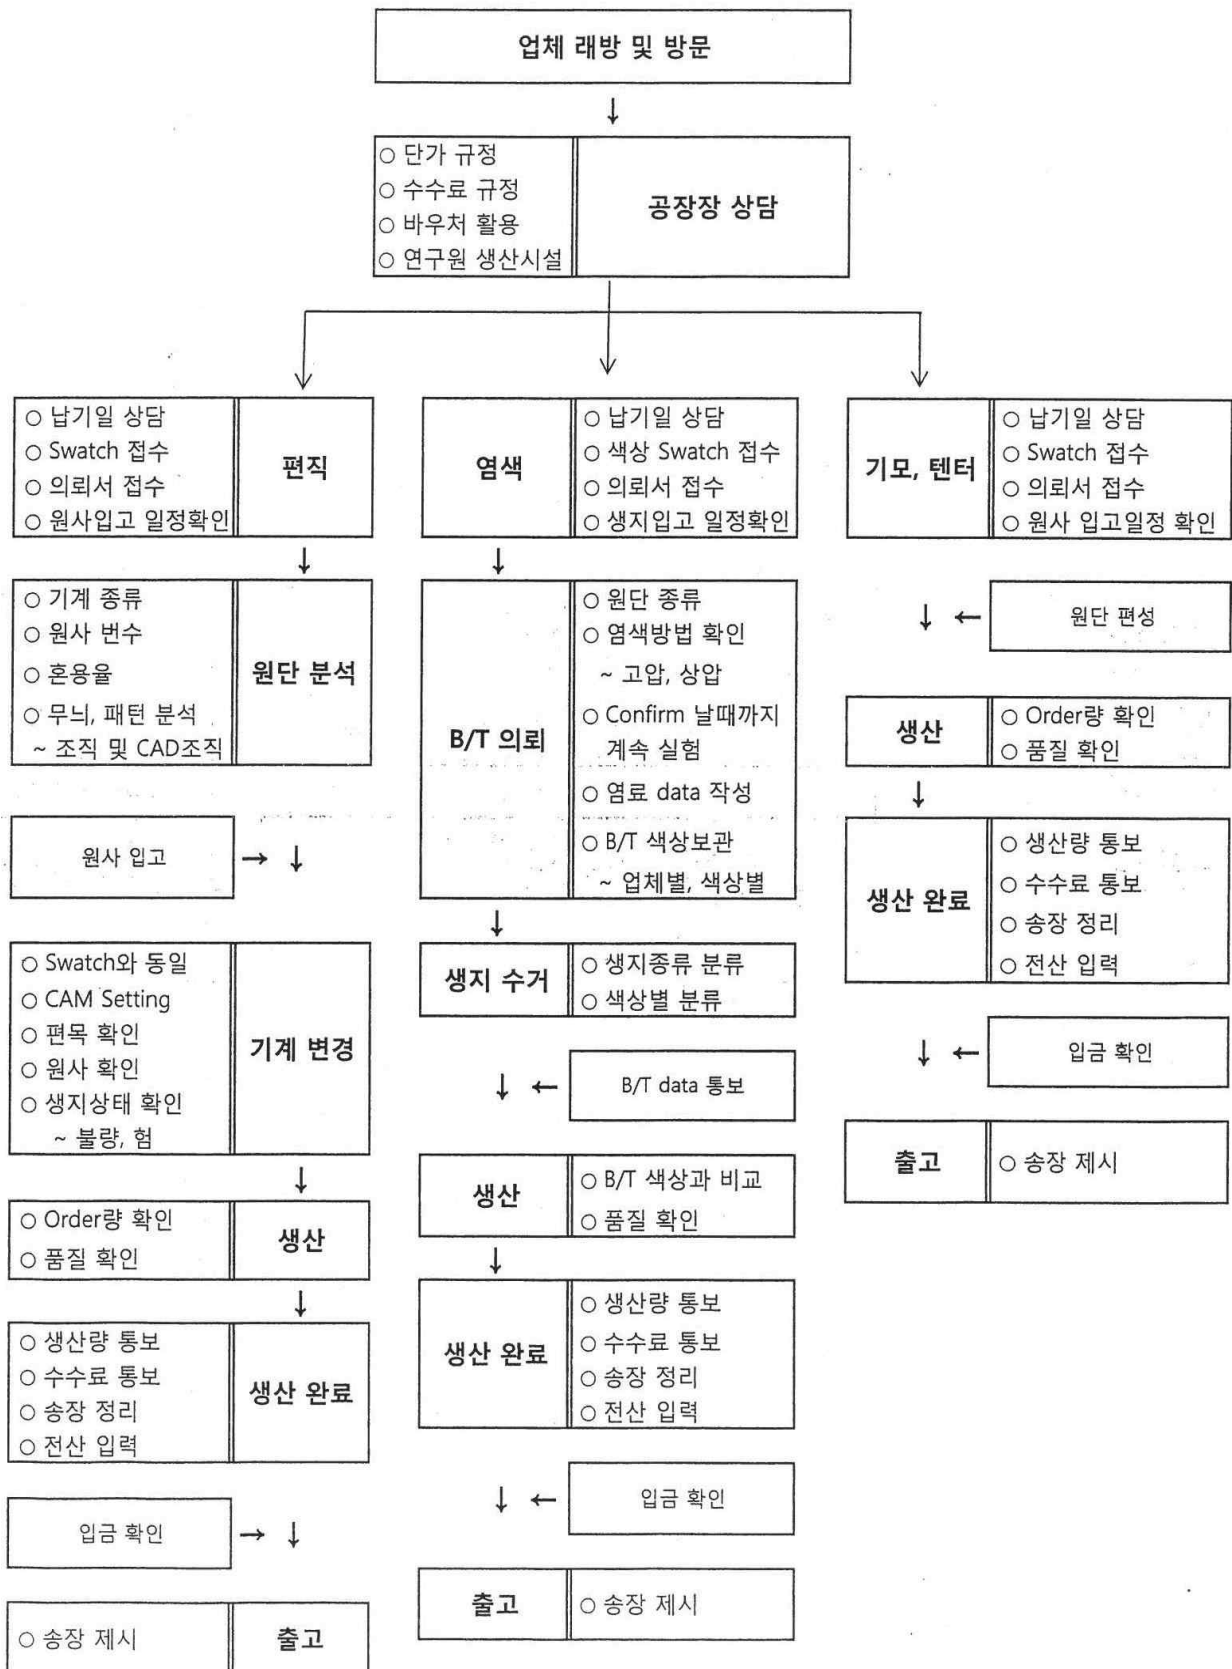 업체 래방 및 방문
○ 단가 규정
○ 수수료 규정
○ 바우처 활용
○ 연구원 생산시설
공장장 상담
○ 납기일 상담
○ Swatch 접수
○ 의뢰서 접수
○ 원사입고 일정확인
편직
○ 기계 종류
○ 원사 번수
○ 혼용율
○ 무늬, 패턴 분석
~ 조직 및 CAD조직
원단 분석
원사 입고
○ Swatch와 동일
○ CAM Setting
○ 편목 확인
○ 원사 확인
○ 생지상태 확인
~ 불량, 험
기계 변경
○ Order량 확인
○ 품질 확인
생산
○ 생산량 통보
○ 수수료 통보
○ 송장 정리
○ 전산 입력
생산 완료
입금 확인
○ 송장 제시
출고
염색
○ 납기일 상담
○ 색상 Swatch 접수
○ 의뢰서 접수
○ 생지입고 일정확인
B/T 의뢰
○ 원단 종류
○ 염색방법 확인
~ 고압, 상압
○ Confirm 날때까지
계속 실험
○ 염료 data 작성
○ B/T 색상보관
~ 업체별, 색상별
생지 수거
○ 생지종류 분류
○ 색상별 분류
B/T data 통보
생산
○ B/T 색상과 비교
○ 품질 확인
생산 완료
○ 생산량 통보
○ 수수료 통보
○ 송장 정리
○ 전산 입력
입금 확인
출고
○ 송장 제시
기모, 텐터
○ 납기일 상담
○ Swatch 접수
○ 의뢰서 접수
○ 원사 입고일정 확인
원단 편성
생산
○ Order량 확인
○ 품질 확인
생산 완료
○ 생산량 통보
○ 수수료 통보
○ 송장 정리
○ 전산 입력
입금 확인
출고
○ 송장 제시